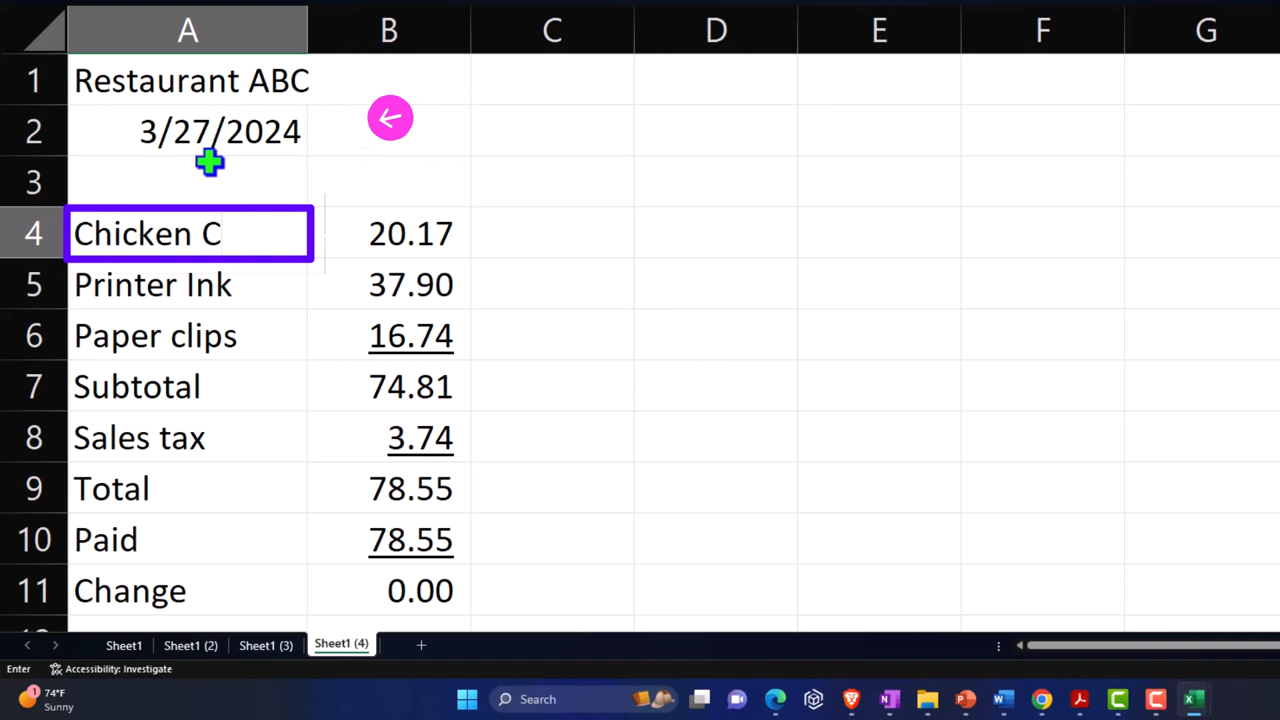 A B C D E F G
1 Restaurant ABC
2 3/27/2024
3
4 Chicken C 20.17
5 Printer Ink 37.90
6 Paper clips 16.74
7 Subtotal 74.81
8 Sales tax 3.74
9 Total 78.55
10 Paid 78.55
11 Change 0.00
Sheet1 Sheet1 (2) Sheet1 (3) Sheet1 (4)
Enter Accessibility: Investigate
1 74°F Search
Sunny